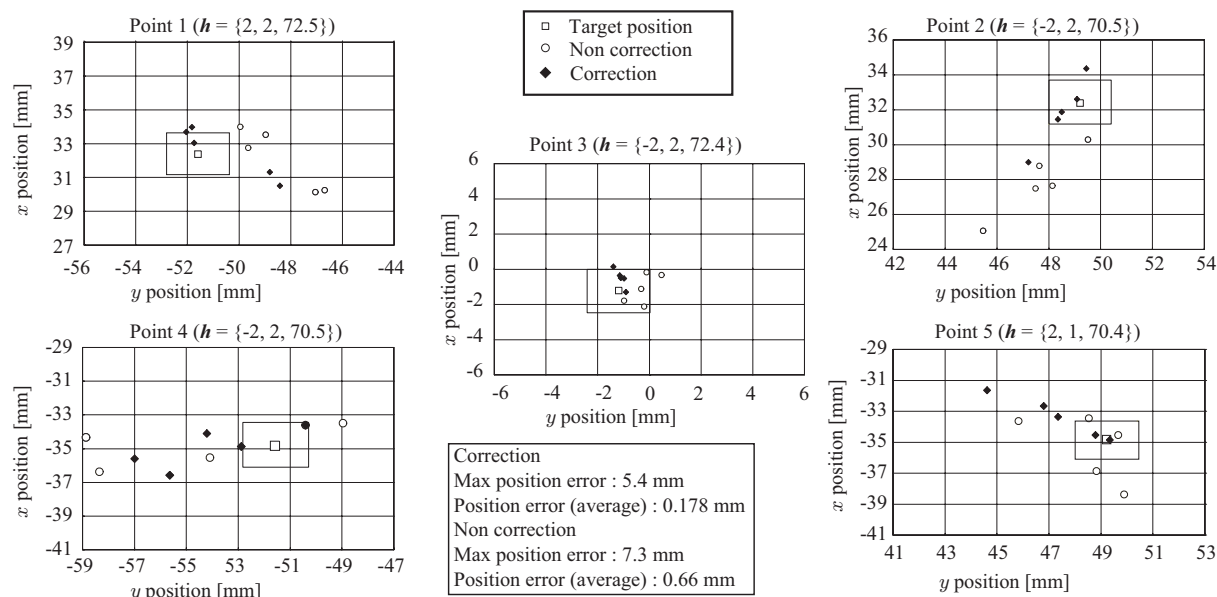 Point 1 (h = {2, 2, 72.5})
39
37
35
33
31
29
27
x position [mm]
-56 -54 -52 -50 -48 -46 -44
y position [mm]
Target position
Non correction
Correction
Point 2 (h = {-2, 2, 70.5})
36
34
32
30
28
26
24
x position [mm]
42 44 46 48 50 52 54
y position [mm]
Point 3 (h = {-2, 2, 72.4})
6
4
2
0
-2
-4
-6
x position [mm]
-6 -4 -2 0 2 4 6
y position [mm]
Point 4 (h = {-2, 2, 70.5})
-29
-31
-33
-35
-37
-39
-41
x position [mm]
-59 -57 -55 -53 -51 -49 -47
y position [mm]
Correction
Max position error : 5.4 mm
Position error (average) : 0.178 mm
Non correction
Max position error : 7.3 mm
Position error (average) : 0.66 mm
Point 5 (h = {2, 1, 70.4})
-29
-31
-33
-35
-37
-39
-41
x position [mm]
41 43 45 47 49 51 53
y position [mm]